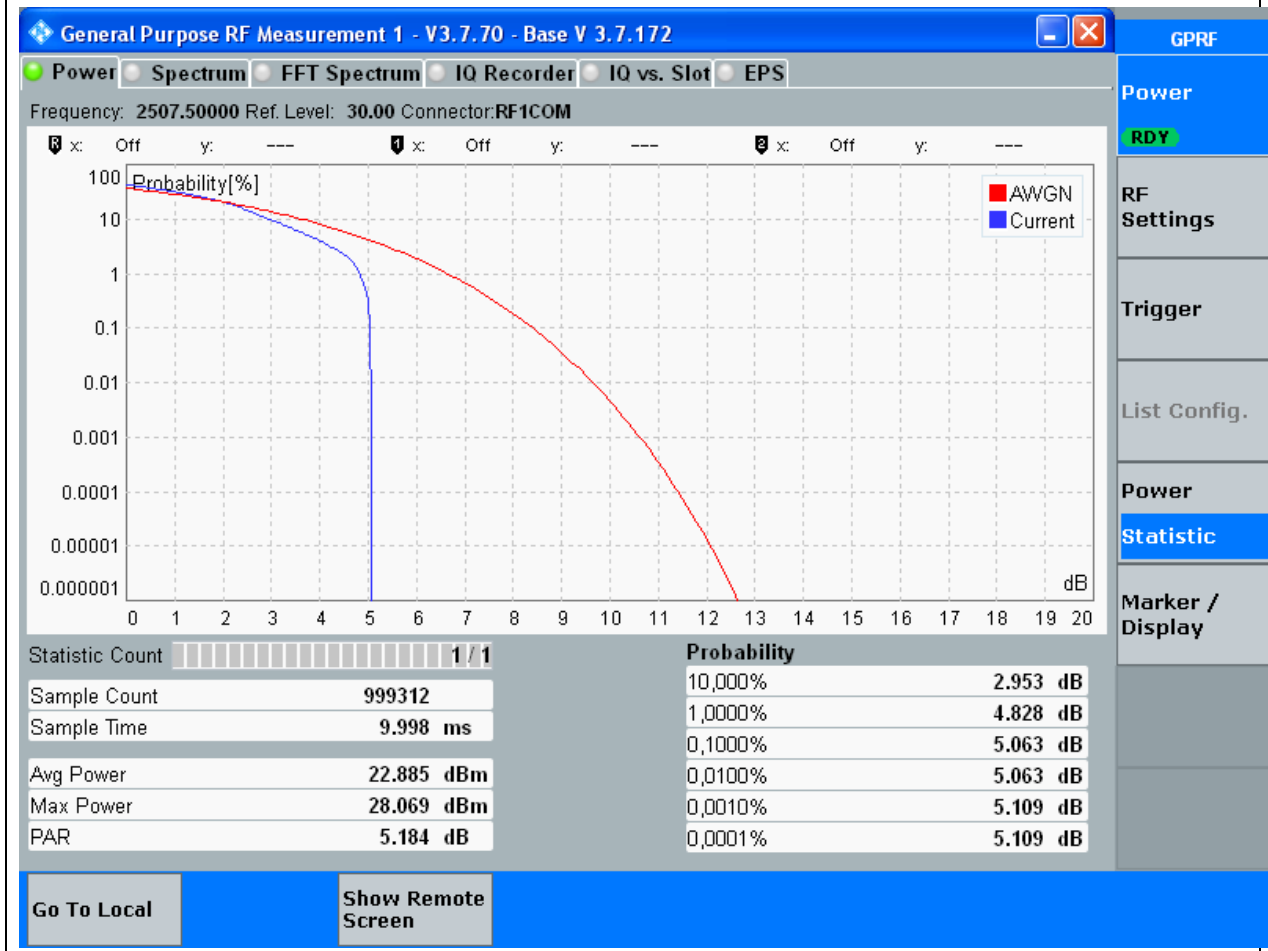 General Purpose RF Measurement 1 - V3.7.70 - Base V 3.7.172
Power Spectrum FFT Spectrum IQ Recorder IQ vs. Slot EPS
Frequency: 2507.50000 Ref. Level: 30.00 Connector:RF1COM
R x: Off y: --- 1 x: Off y: --- 2 x: Off y: ---
Probability[%]
100
10
1
0.1
0.01
0.001
0.0001
0.00001
0.000001
AWGN
Current
dB
0 1 2 3 4 5 6 7 8 9 10 11 12 13 14 15 16 17 18 19 20
Statistic Count 1 / 1
Sample Count 999312
Sample Time 9.998 ms
Avg Power 22.885 dBm
Max Power 28.069 dBm
PAR 5.184 dB
Probability
10,000% 2.953 dB
1,0000% 4.828 dB
0,1000% 5.063 dB
0,0100% 5.063 dB
0,0010% 5.109 dB
0,0001% 5.109 dB
GPRF
Power
RDY
RF
Settings
Trigger
List Config.
Power
Statistic
Marker /
Display
Go To Local
Show Remote
Screen